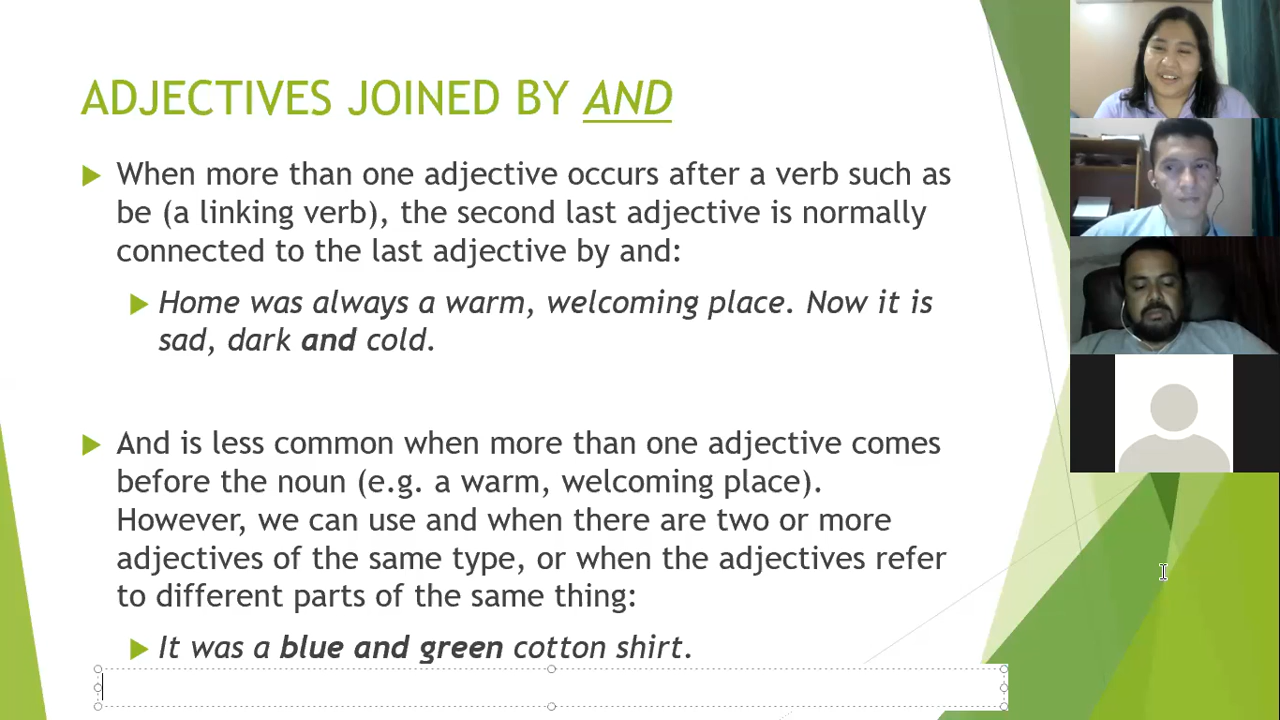 ADJECTIVES JOINED BY AND
When more than one adjective occurs after a verb such as
be (a linking verb), the second last adjective is normally
connected to the last adjective by and:
Home was always a warm, welcoming place. Now it is
sad, dark and cold.
And is less common when more than one adjective comes
before the noun (e.g. a warm, welcoming place).
However, we can use and when there are two or more
adjectives of the same type, or when the adjectives refer
to different parts of the same thing:
It was a blue and green cotton shirt.